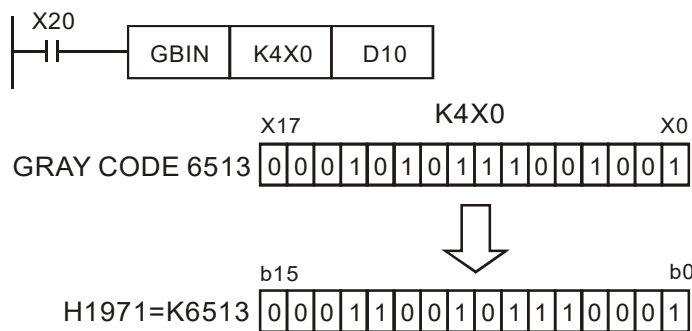 X20
GBIN K4X0 D10
K4X0
X17 X0
GRAY CODE 6513 0 0 0 1 0 1 0 1 1 1 0 0 1 0 0 1
b15 b0
H1971=K6513 0 0 0 1 1 0 0 1 0 1 1 1 0 0 0 1